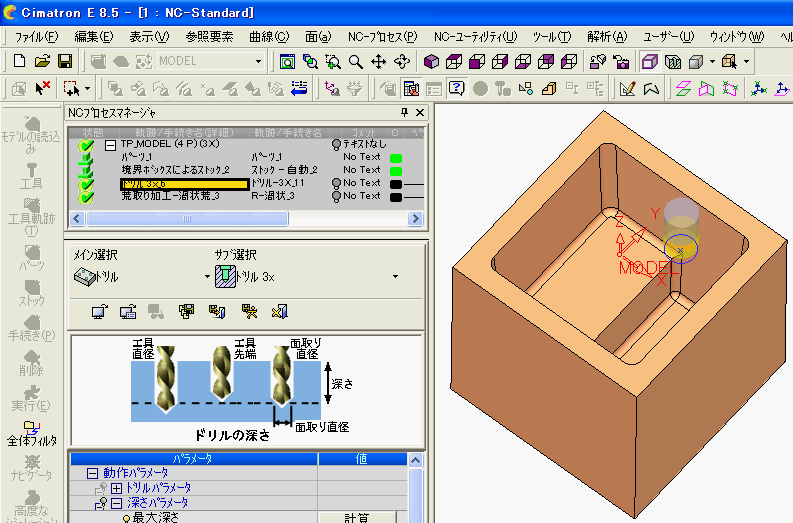 Cimatron E 8.5 - [1 : NC-Standard]
ファイル(F) 編集(E) 表示(V) 参照要素 曲線(C) 面(a) NC-プロセス(P) NC-ユーティリティ(U) ツール(T) 解析(A) ユーザー(U) ウィンドウ(W) ヘル
MODEL
モデルの読込み
工具
工具軌跡(T)
パーツ
ストック
手続き(P)
削除
実行(E)
全体フィルタ
ナビゲータ
高度な
シミュレーション
NCプロセスマネージャ
状態 軌跡/手続き名(詳細) 軌跡/手続き名 コメント C ペ
TP_MODEL (4 P) (3X) テキストなし
パーツ_1 パーツ_1 No Text
境界ボックスによるストック_2 ストック - 自動_2 No Text
ドリル 3x_6 ドリル-3X_11 No Text
荒取り加工-渦状荒_3 R-渦状_3 No Text
メイン選択 サブ選択
ドリル ドリル 3x
工具直径 工具先端 面取り直径
深さ
面取り直径
ドリルの深さ
パラメータ 値
動作パラメータ
ドリルパラメータ
深さパラメータ
最大深さ 計算
Z Y
MODEL
X